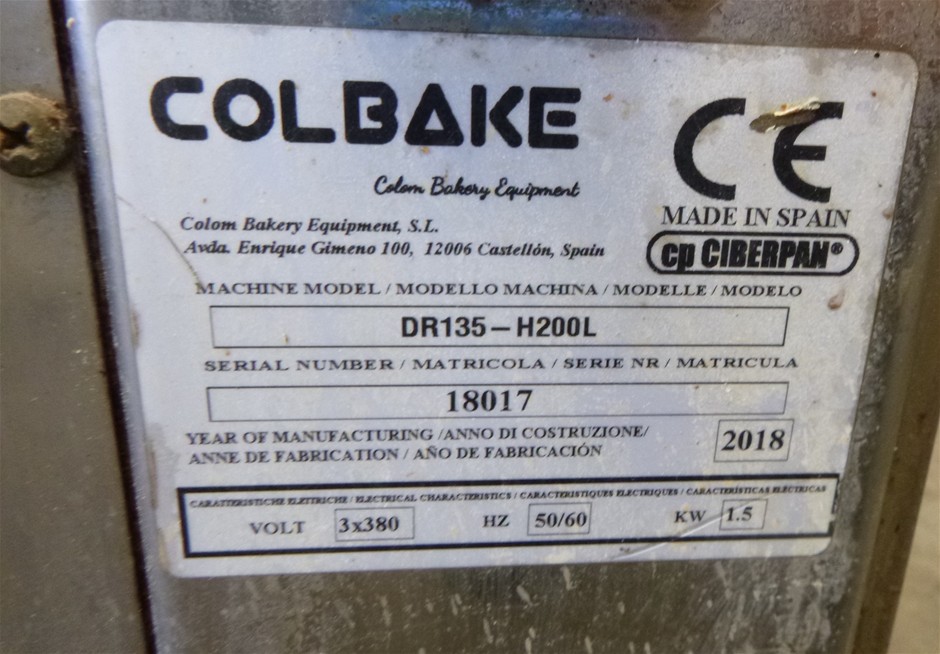 COLBAKE
Colom Bakery Equipment
CE
MADE IN SPAIN
cp CIBERPAN®
Colom Bakery Equipment, S.L.
Avda. Enrique Gimeno 100, 12006 Castellón, Spain
MACHINE MODEL / MODELLO MACHINA / MODELLE / MODELO
DR135-H200L
SERIAL NUMBER / MATRICOLA / SERIE NR / MATRICULA
18017
YEAR OF MANUFACTURING /ANNO DI COSTRUZIONE/
ANNE DE FABRICATION / AÑO DE FABRICACIÓN
2018
CARATTERISTICHE ELETTRICHE / ELECTRICAL CHARACTERISTICS / CARACTERISTIQUES ELECTRIQUES / CARACTERÍSTICAS ELÉCTRICAS
VOLT 3x380 HZ 50/60 KW 1.5